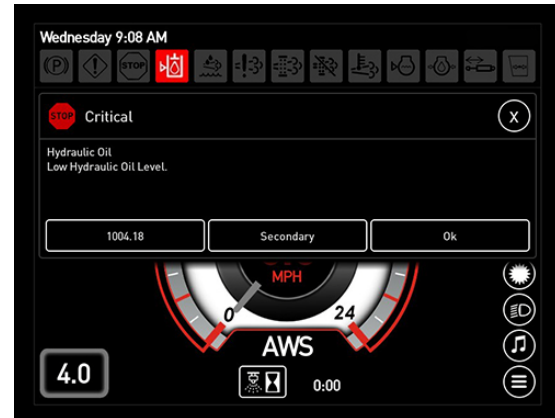 Wednesday 9:08 AM
STOP
STOP Critical X
Hydraulic Oil
Low Hydraulic Oil Level.
1004.18 Secondary Ok
MPH
0 24
AWS
4.0
0:00